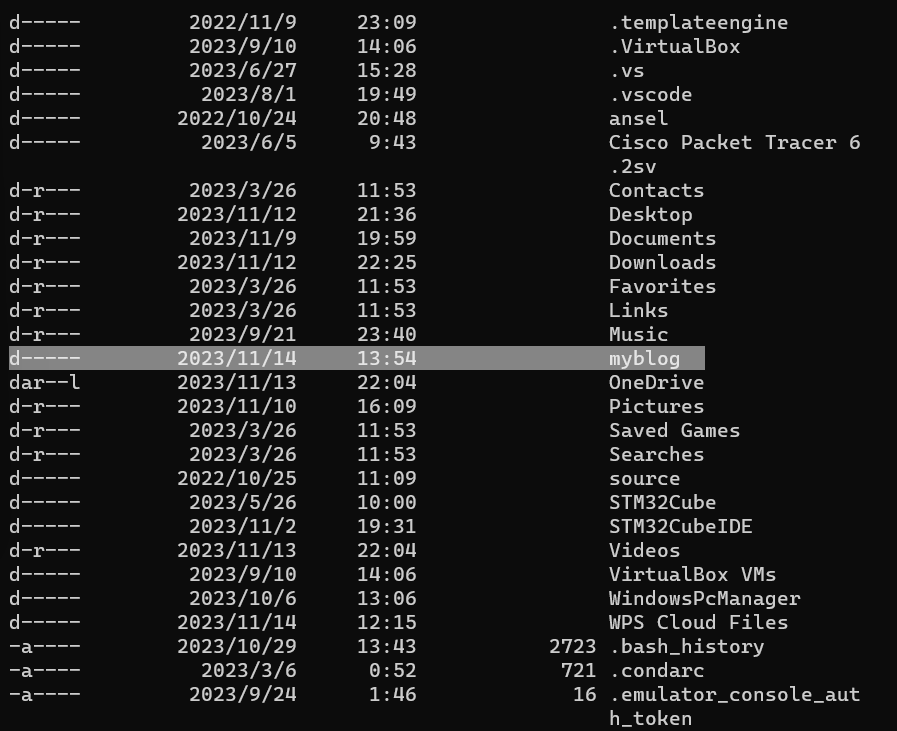 d-----         2022/11/9     23:09                .templateengine
d-----         2023/9/10     14:06                .VirtualBox
d-----         2023/6/27     15:28                .vs
d-----          2023/8/1     19:49                .vscode
d-----        2022/10/24     20:48                ansel
d-----          2023/6/5      9:43                Cisco Packet Tracer 6
                                                  .2sv
d-r---         2023/3/26     11:53                Contacts
d-r---        2023/11/12     21:36                Desktop
d-r---         2023/11/9     19:59                Documents
d-r---        2023/11/12     22:25                Downloads
d-r---         2023/3/26     11:53                Favorites
d-r---         2023/3/26     11:53                Links
d-r---         2023/9/21     23:40                Music
d-----        2023/11/14     13:54                myblog
dar--l        2023/11/13     22:04                OneDrive
d-r---        2023/11/10     16:09                Pictures
d-r---         2023/3/26     11:53                Saved Games
d-r---         2023/3/26     11:53                Searches
d-----        2022/10/25     11:09                source
d-----         2023/5/26     10:00                STM32Cube
d-----         2023/11/2     19:31                STM32CubeIDE
d-r---        2023/11/13     22:04                Videos
d-----         2023/9/10     14:06                VirtualBox VMs
d-----         2023/10/6     13:06                WindowsPcManager
d-----        2023/11/14     12:15                WPS Cloud Files
-a----        2023/10/29     13:43           2723 .bash_history
-a----          2023/3/6      0:52            721 .condarc
-a----         2023/9/24      1:46             16 .emulator_console_aut
                                                  h_token